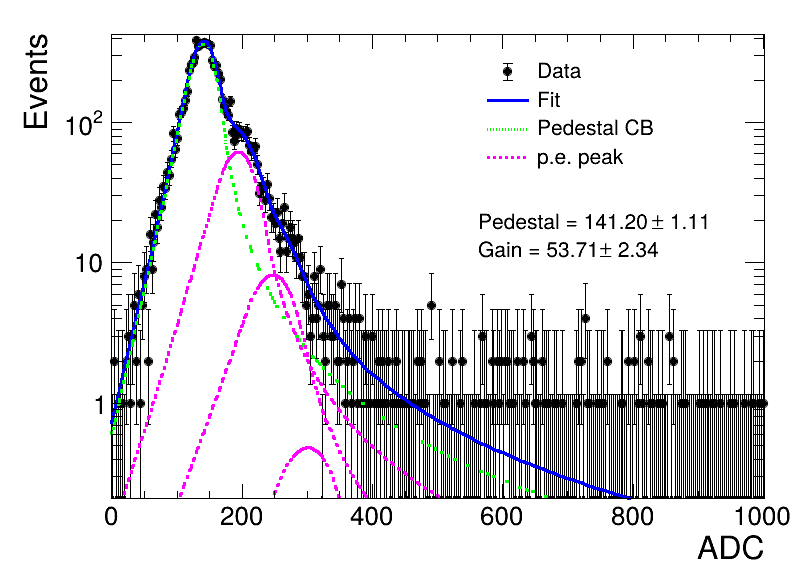 Events
Data
Fit
Pedestal CB
p.e. peak
Pedestal = 141.20 ± 1.11
Gain = 53.71 ± 2.34
10²
10
1
0 200 400 600 800 1000
ADC